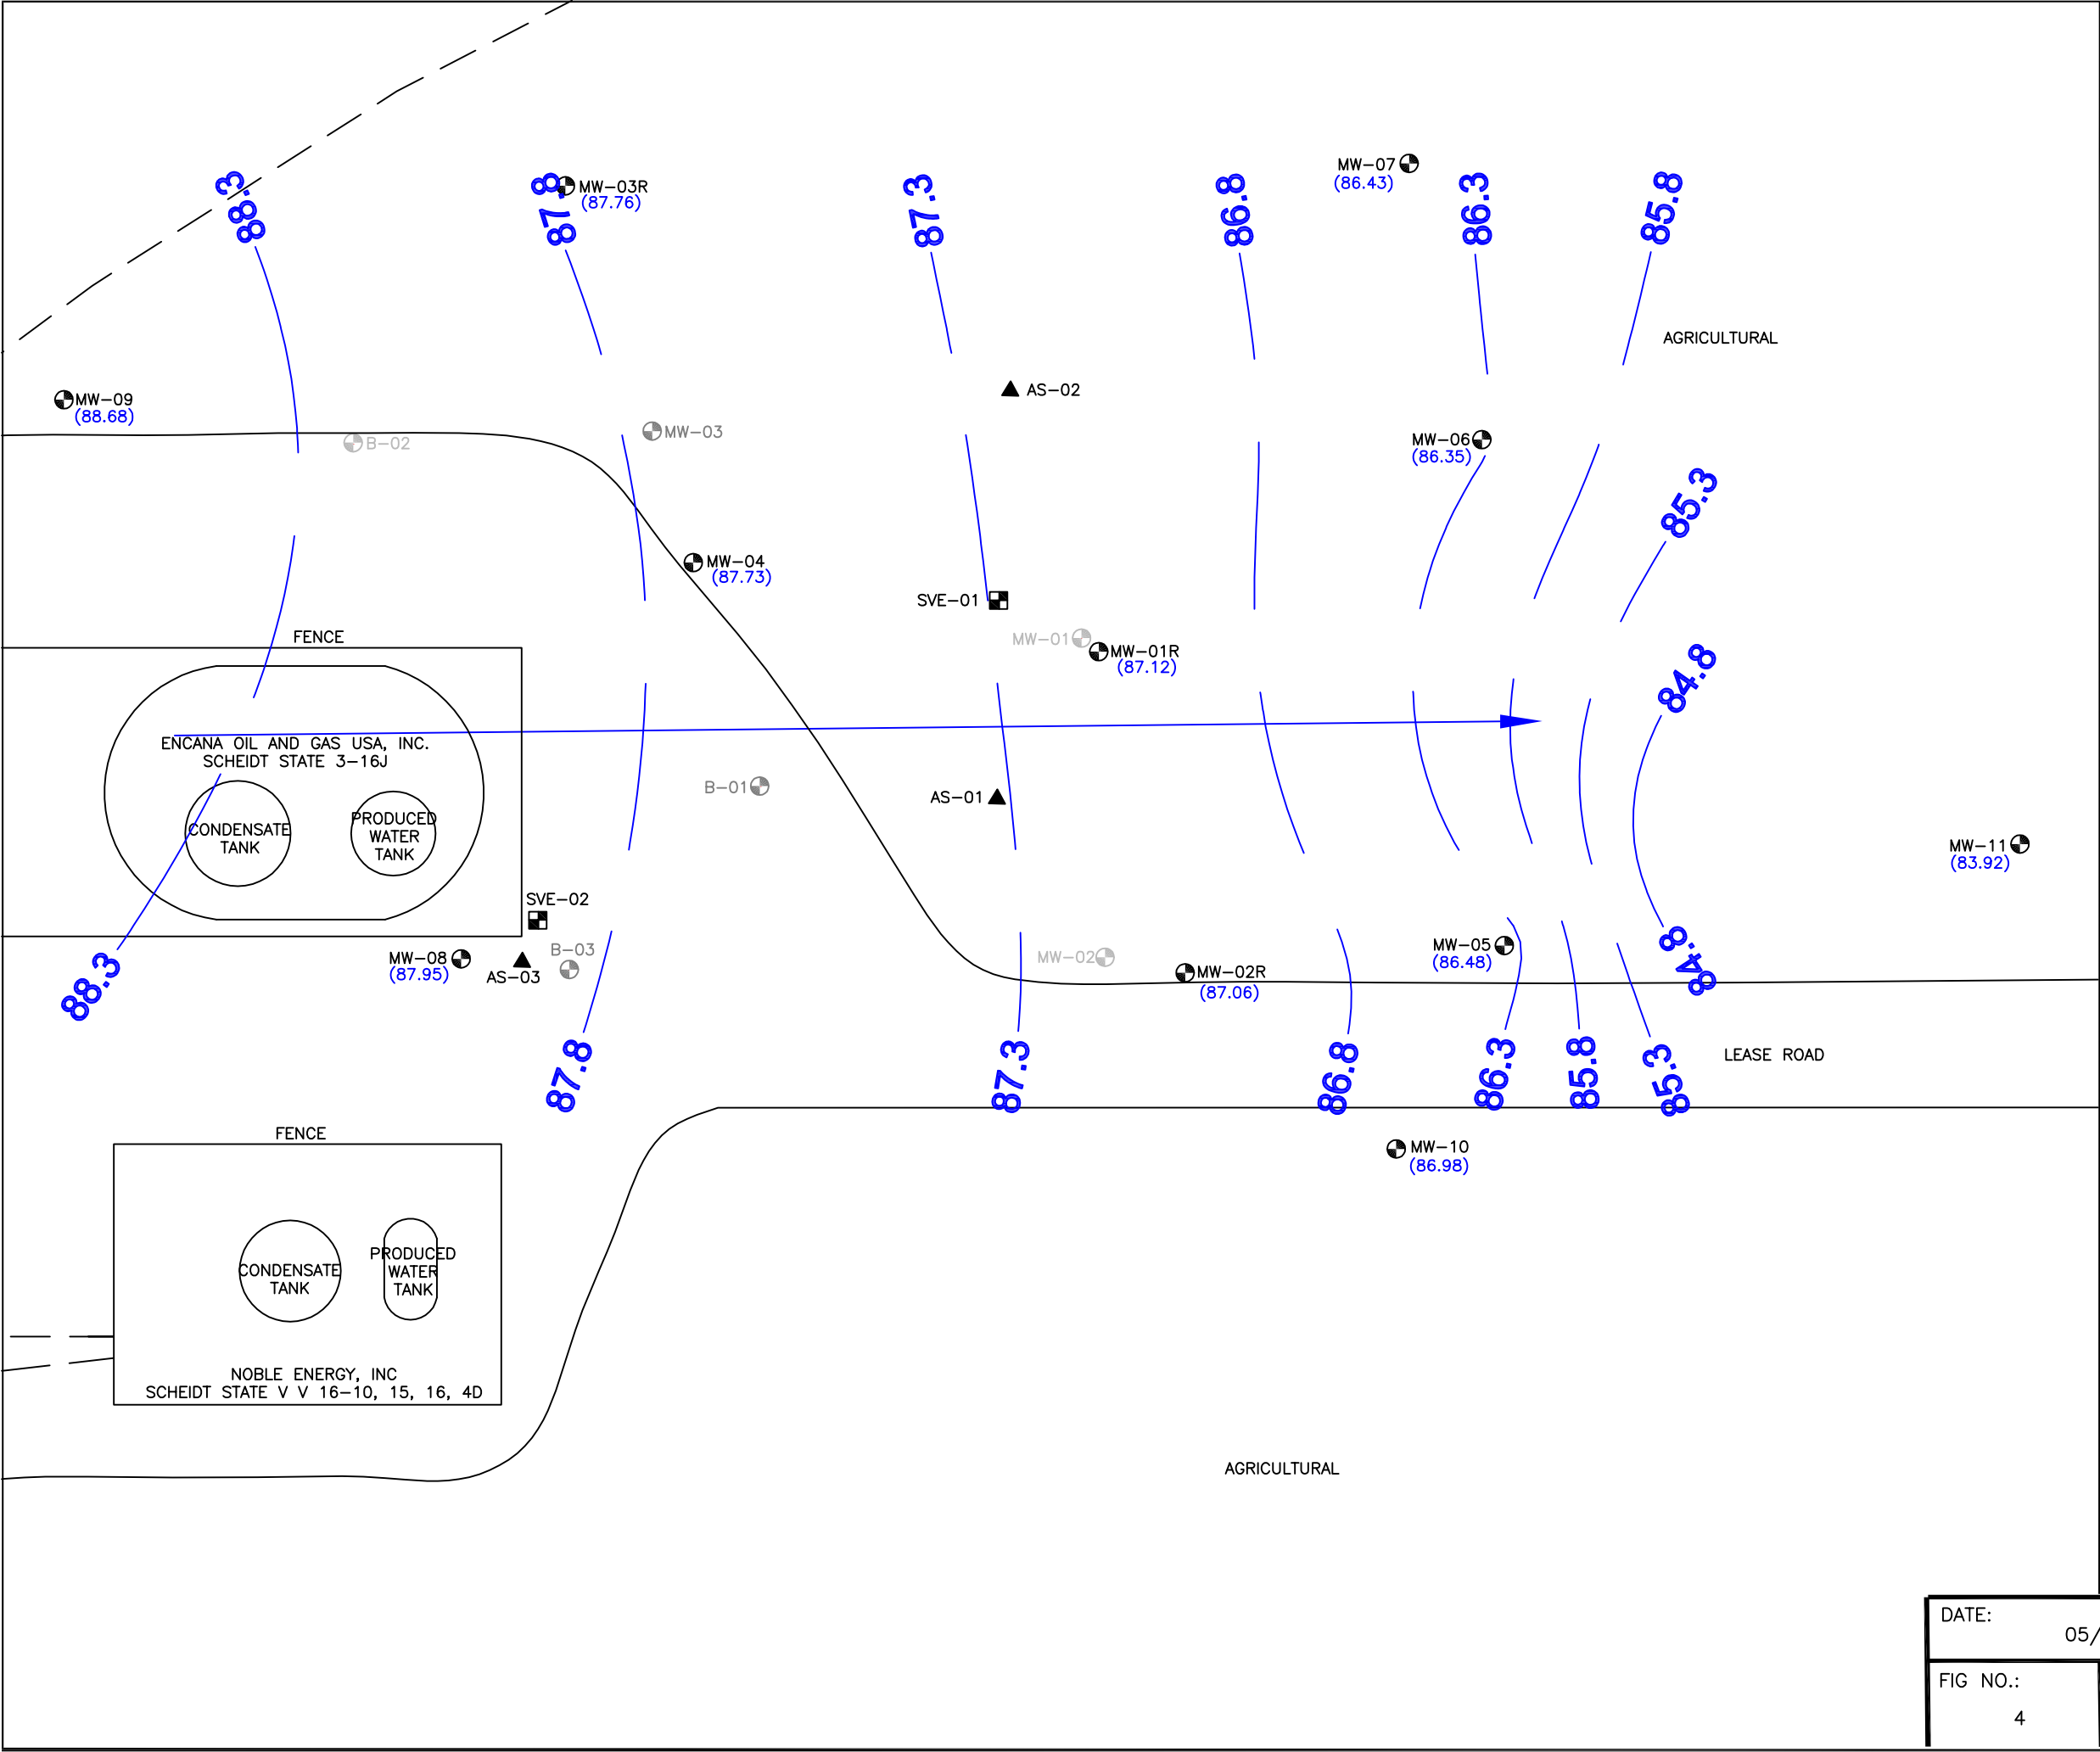 88.3
87.8
87.3
86.8
86.3
85.8
MW-07
(86.43)
MW-03R
(87.76)
AGRICULTURAL
AS-02
MW-09
(88.68)
B-02
MW-03
MW-06
(86.35)
85.3
MW-04
(87.73)
SVE-01
MW-01
MW-01R
(87.12)
FENCE
84.8
ENCANA OIL AND GAS USA, INC.
SCHEIDT STATE 3-16J
B-01
AS-01
CONDENSATE
TANK
PRODUCED
WATER
TANK
MW-11
(83.92)
SVE-02
MW-08
(87.95)
AS-03
B-03
MW-02
MW-02R
(87.06)
MW-05
(86.48)
84.8
88.3
87.8
87.3
86.8
86.3
85.8
85.3
LEASE ROAD
FENCE
MW-10
(86.98)
CONDENSATE
TANK
PRODUCED
WATER
TANK
NOBLE ENERGY, INC
SCHEIDT STATE V V 16-10, 15, 16, 4D
AGRICULTURAL
DATE:
05/
FIG NO.:
4